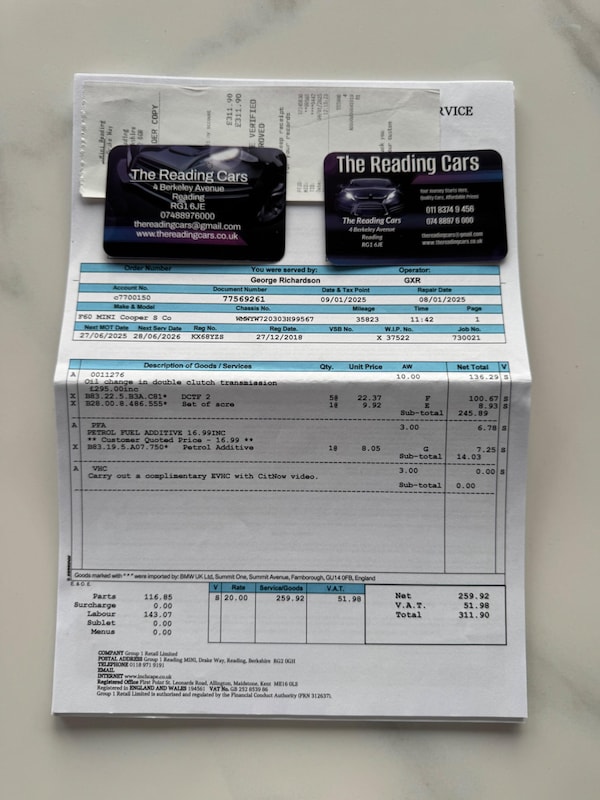 £311.90
£311.90
VERIFIED
RVICE
The Reading Cars
4 Berkeley Avenue
Reading
RG1 6JE
07488976000
thereadingcars@gmail.com
www.thereadingcars.co.uk
The Reading Cars
Your Journey Starts Here,
Quality Cars, Affordable Prices!
011 8374 9 456
074 8897 6 000
The Reading Cars
4 Berkeley Avenue
Reading
RG1 6JE
thereadingcars@gmail.com
www.thereadingcars.co.uk
Order Number You were served by: Operator:
George Richardson GXR
Account No. Document Number Date & Tax Point Repair Date
c7700150 77569261 09/01/2025 08/01/2025
Make & Model Chassis No. Mileage Time Page
F60 MINI Cooper S Co WMWYW720303H99567 35823 11:42 1
Next MOT Date Next Serv Date Reg No. Reg Date. VSB No. W.I.P. No. Job No.
27/06/2025 28/06/2026 KX68YZS 27/12/2018 X 37522 730021
Description of Goods / Services Qty. Unit Price AW Net Total V
A 0011276 10.00 136.29 S
Oil change in double clutch transmission
£295.00inc
X B83.22.5.B3A.C81* DCTF 2 5@ 22.37 F 100.67 S
X B28.00.8.486.555* Set of scre 1@ 9.92 E 8.93 S
Sub-total 245.89
A PFA 3.00 6.78 S
PETROL FUEL ADDITIVE 16.99INC
** Customer Quoted Price - 16.99 **
X B83.19.5.A07.750* Petrol Additive 1@ 8.05 G 7.25 S
Sub-total 14.03
A VHC 3.00 0.00 S
Carry out a complimentary EVHC with CitNow video.
Sub-total 0.00
Goods marked with "*" were imported by: BMW UK Ltd, Summit One, Summit Avenue, Farnborough, GU14 0FB, England
E. & O.E.
Parts 116.85
Surcharge 0.00
Labour 143.07
Sublet 0.00
Menus 0.00
V Rate Service/Goods V.A.T.
S 20.00 259.92 51.98
Net 259.92
V.A.T. 51.98
Total 311.90
COMPANY Group 1 Retail Limited
POSTAL ADDRESS Group 1 Reading MINI, Drake Way, Reading, Berkshire RG2 0GH
TELEPHONE 0118 971 9191
EMAIL
INTERNET www.inchcape.co.uk
Registered Office First Point St. Leonards Road, Allington, Maidstone, Kent ME16 0LS
Registered in ENGLAND AND WALES 194561 VAT No. GB 252 8539 86
Group 1 Retail Limited is authorised and regulated by the Financial Conduct Authority (FRN 312637).